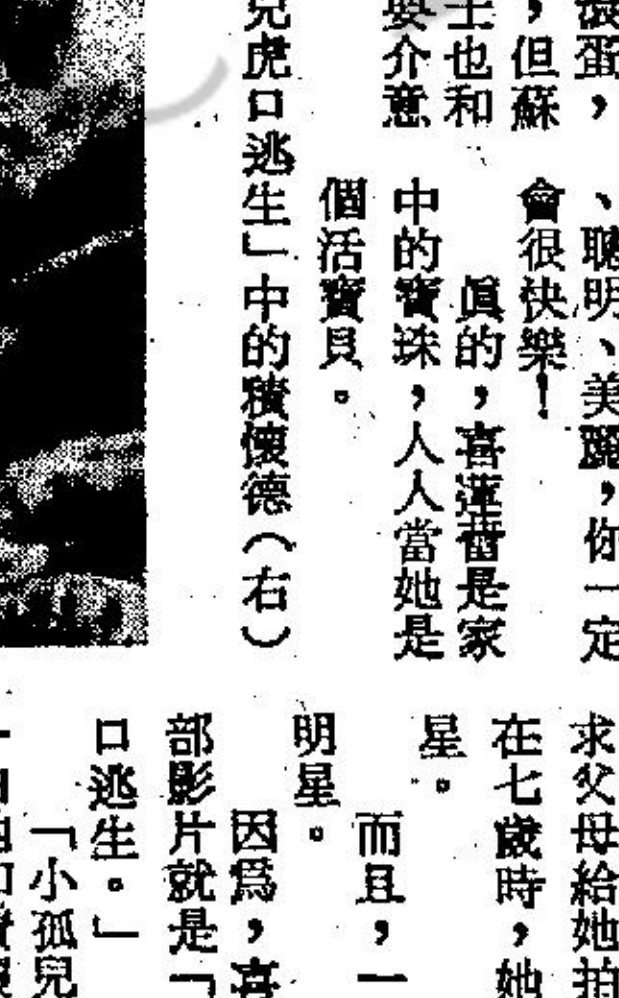 滾蛋,
,但蘇
士也和
要介意
、聰明、美麗,你一定
會很快樂!
眞的,喜蓮茜是家
中的寶珠,人人當她是
個活寶貝。
兒虎口逃生」中的積懷德(右)
求父母給她拍
在七歲時,她
星。
而且,一
明星。
因爲,喜
部影片就是「
口逃生。」
「小孤兒